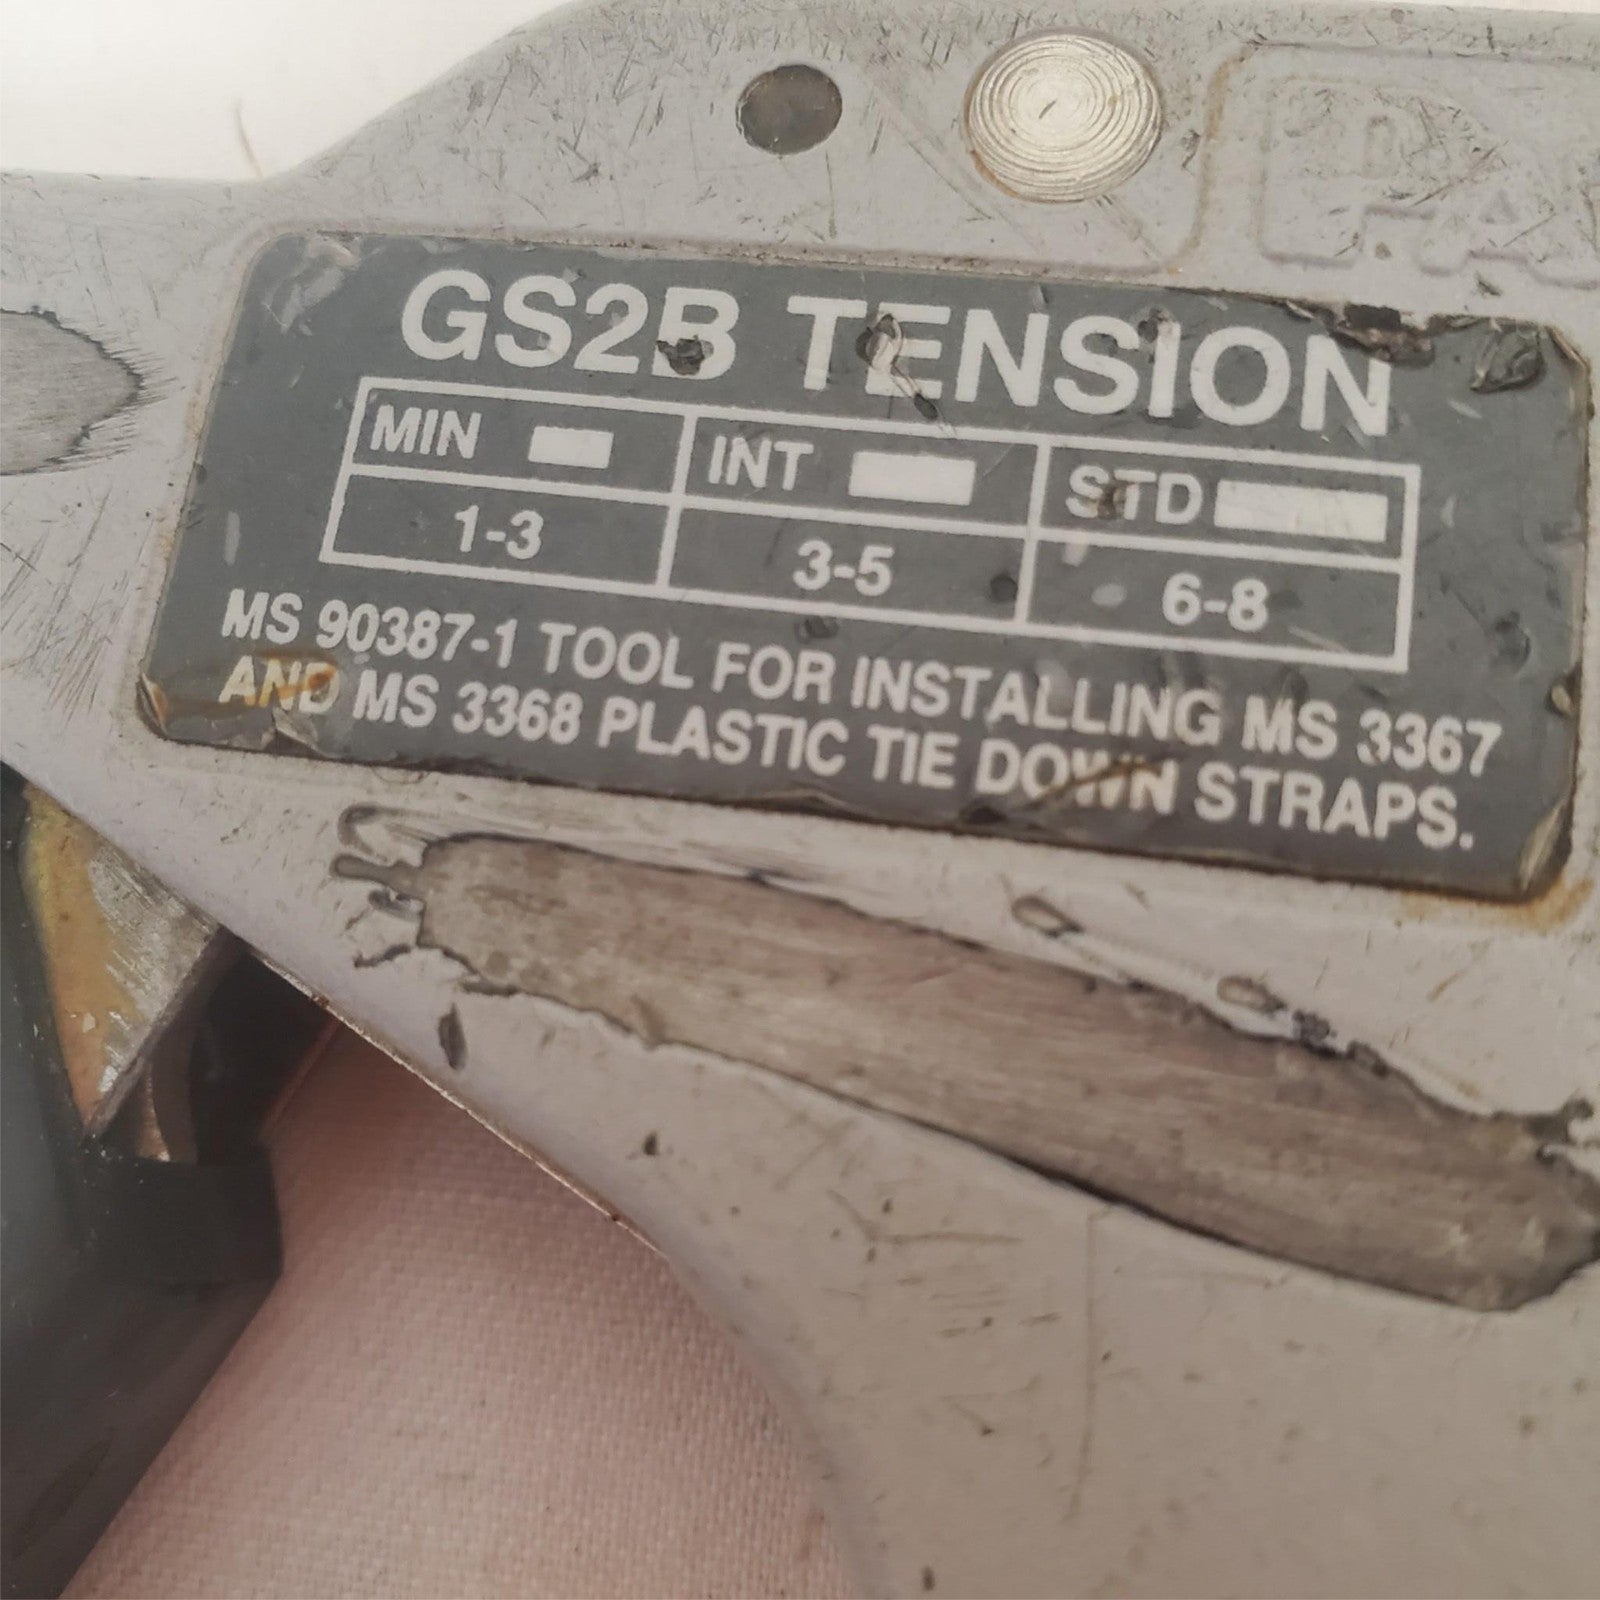 GS2B TENSION
MIN INT STD
1-3 3-5 6-8
MS 90387-1 TOOL FOR INSTALLING MS 3367
AND MS 3368 PLASTIC TIE DOWN STRAPS.